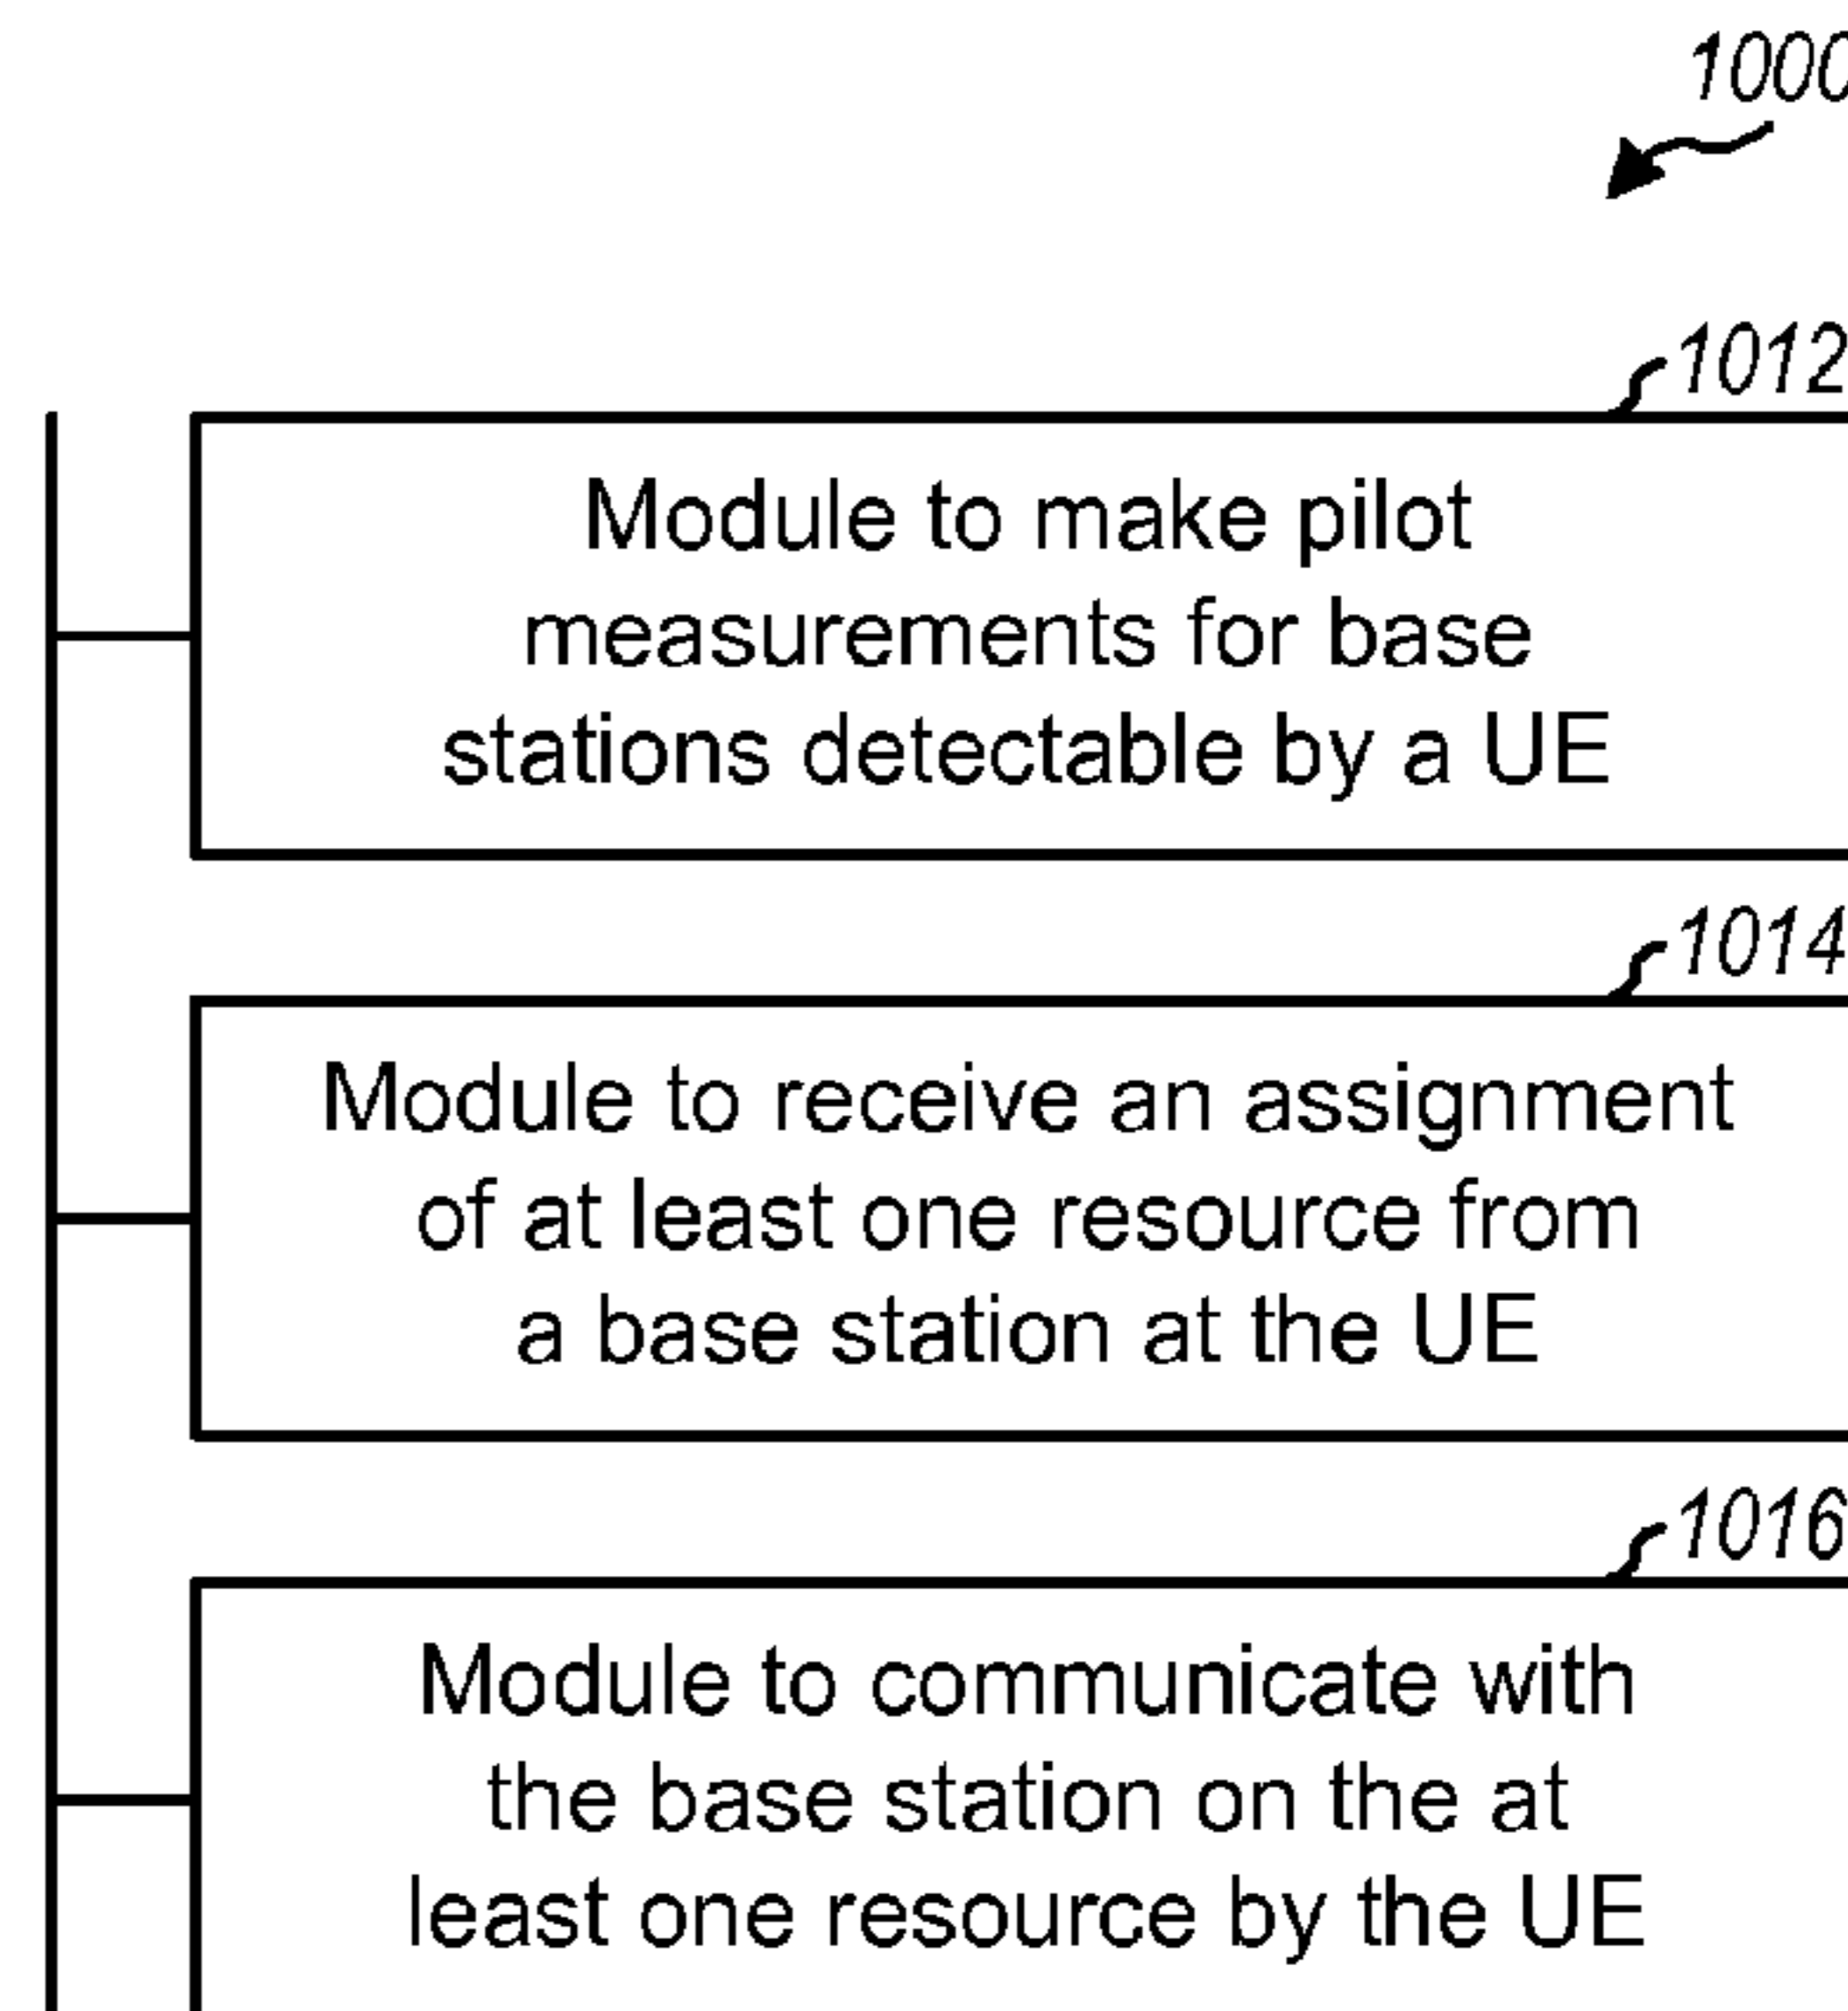 1000
1012
Module to make pilot
measurements for base
stations detectable by a UE
1014
Module to receive an assignment
of at least one resource from
a base station at the UE
1016
Module to communicate with
the base station on the at
least one resource by the UE